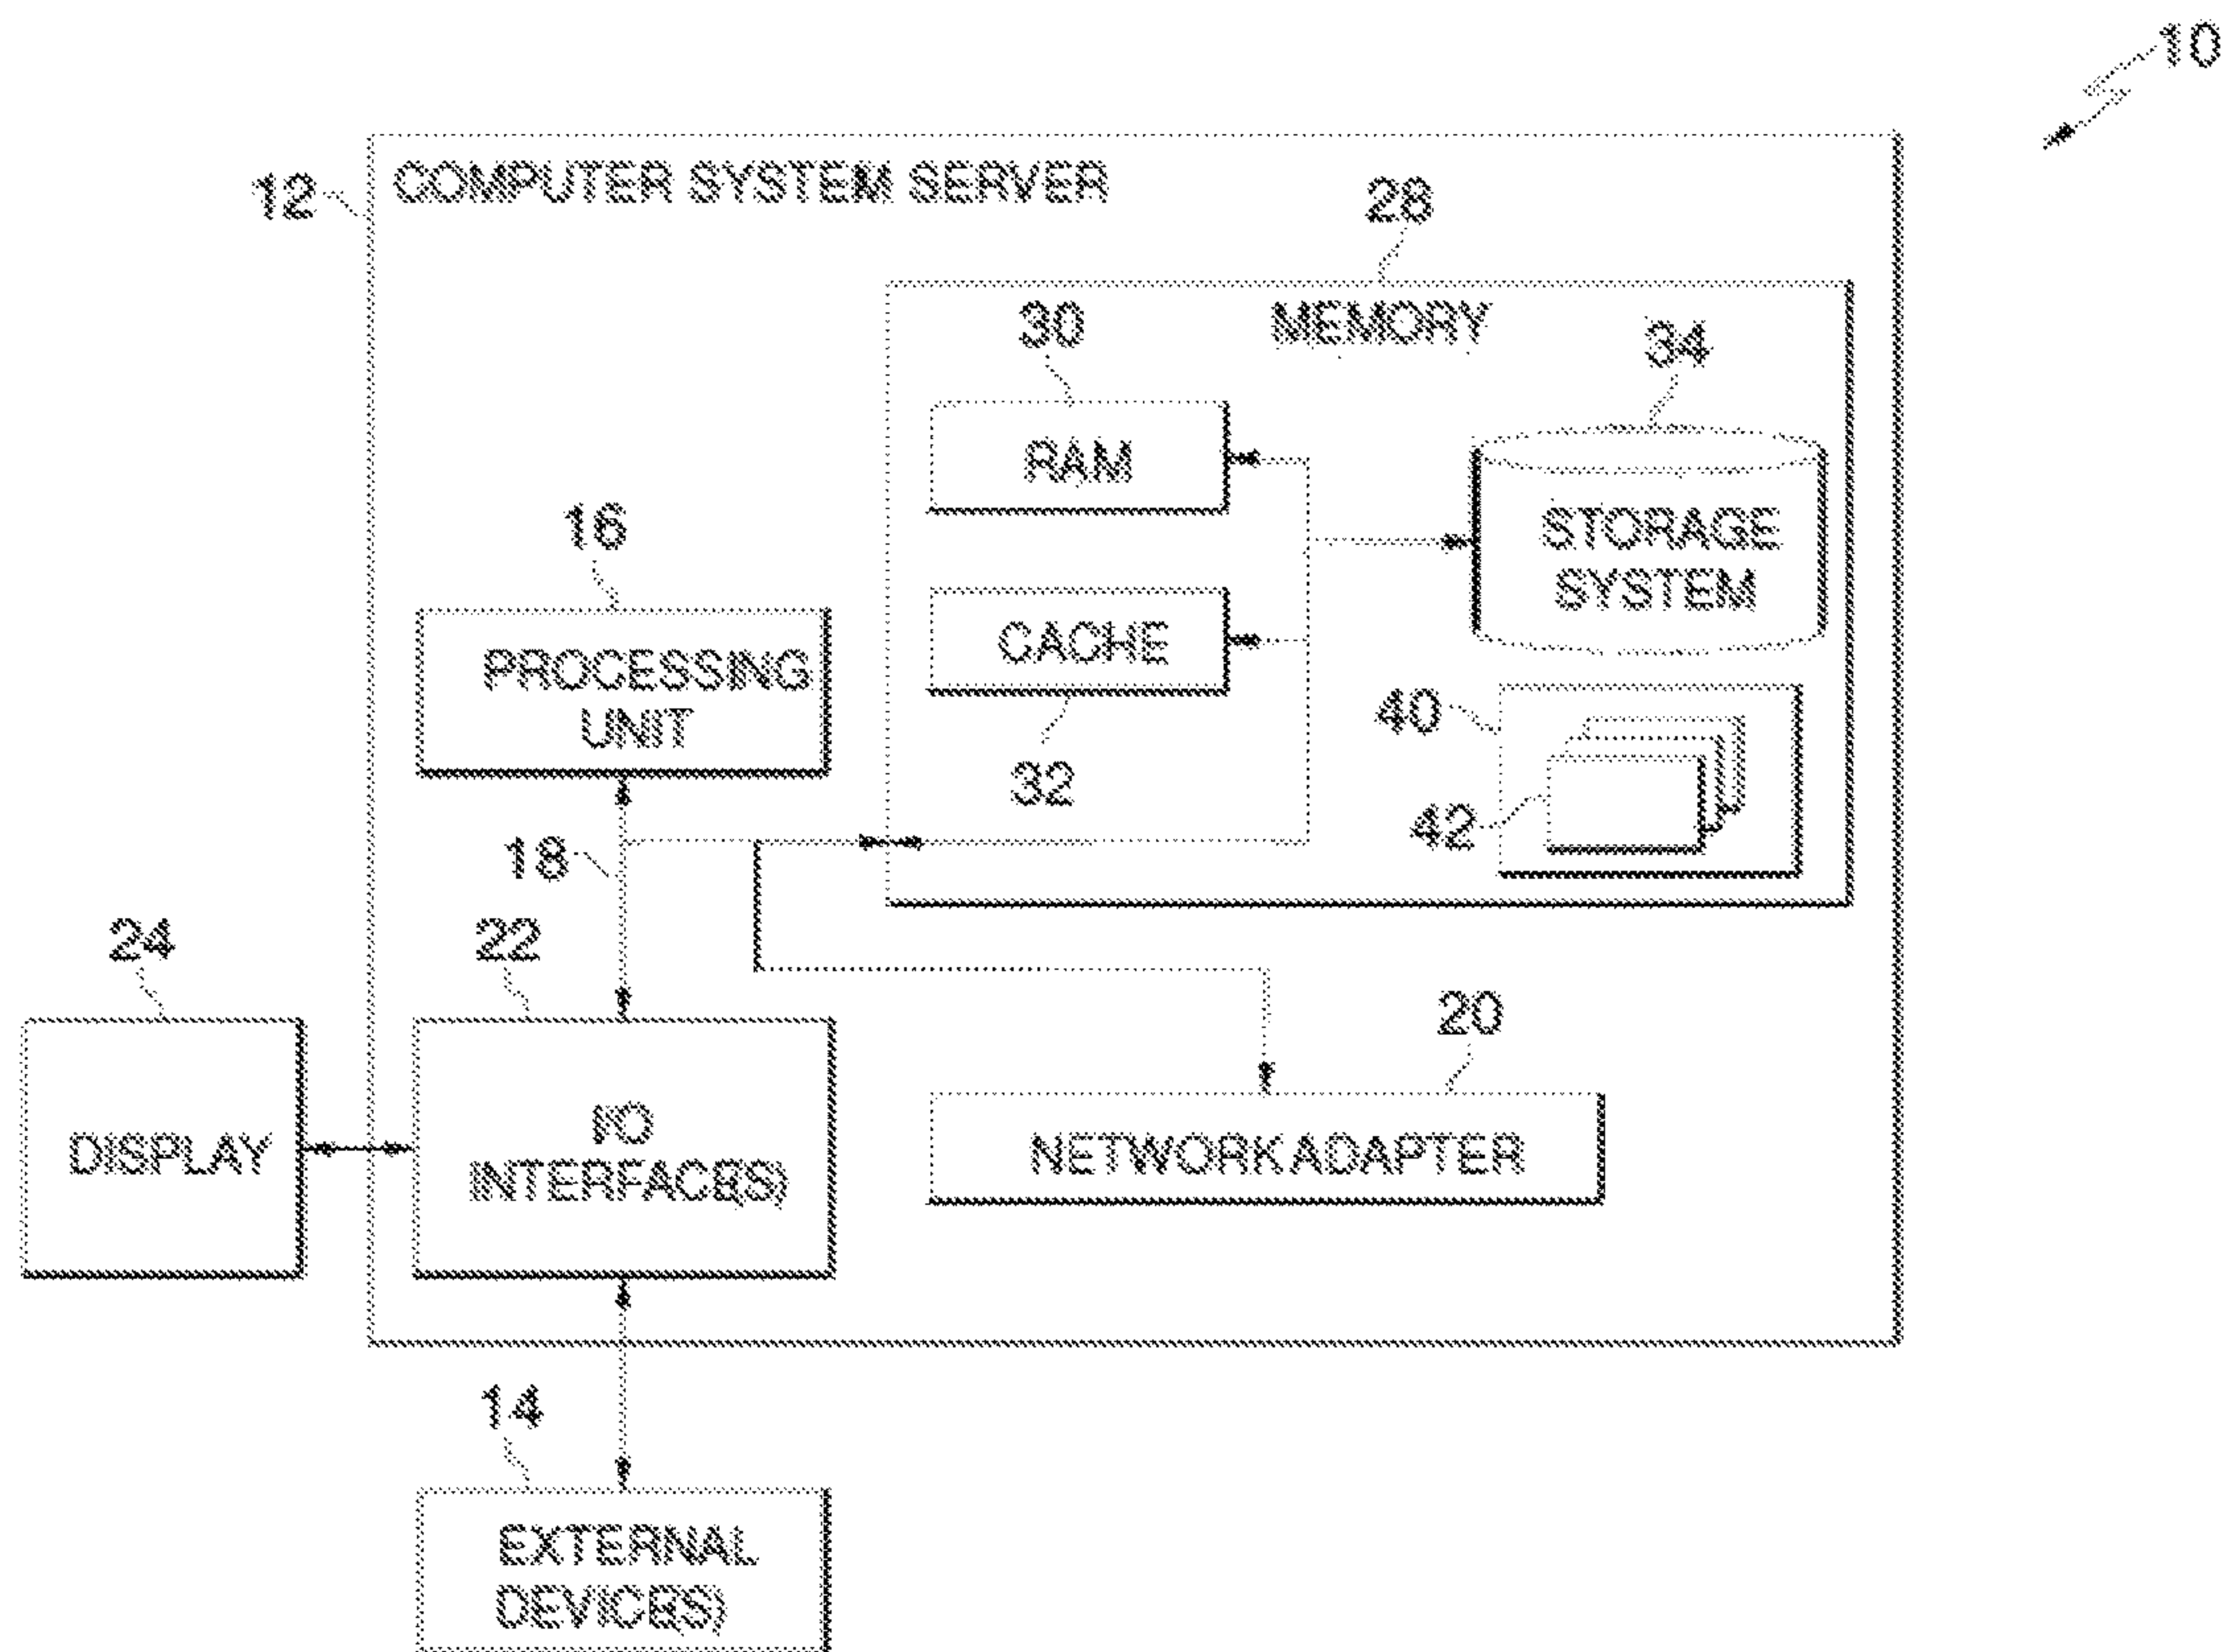 10
12
COMPUTER SYSTEM SERVER
28
MEMORY
30
34
RAM
STORAGE
SYSTEM
16
CACHE
PROCESSING
UNIT
40
32
42
18
24
22
20
DISPLAY
I/O
INTERFACE(S)
NETWORK ADAPTER
14
EXTERNAL
DEVICE(S)